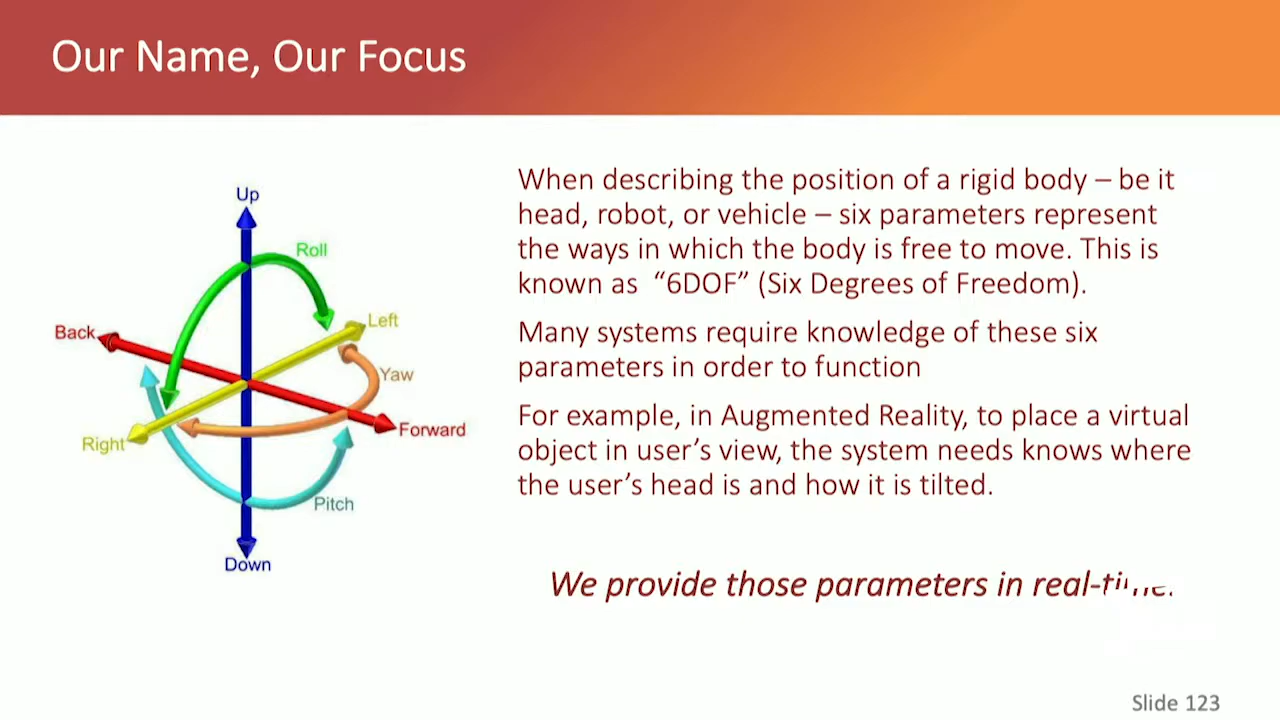 Our Name, Our Focus
Up
Roll
Left
Back
Yaw
Right
Forward
Pitch
Down
When describing the position of a rigid body – be it
head, robot, or vehicle – six parameters represent
the ways in which the body is free to move. This is
known as “6DOF” (Six Degrees of Freedom).
Many systems require knowledge of these six
parameters in order to function
For example, in Augmented Reality, to place a virtual
object in user’s view, the system needs knows where
the user’s head is and how it is tilted.
We provide those parameters in real-time.
Slide 123